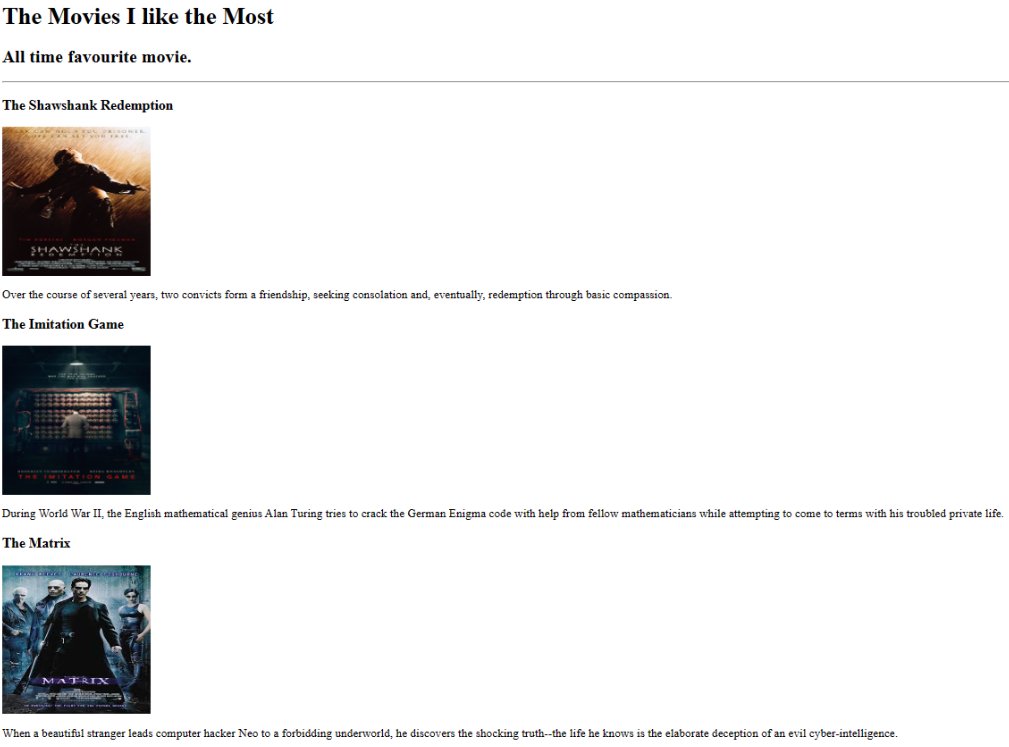 The Movies I like the Most
All time favourite movie.
The Shawshank Redemption
THE
SHAWSHANK
REDEMPTION
Over the course of several years, two convicts form a friendship, seeking consolation and, eventually, redemption through basic compassion.
The Imitation Game
THE IMITATION GAME
During World War II, the English mathematical genius Alan Turing tries to crack the German Enigma code with help from fellow mathematicians while attempting to come to terms with his troubled private life.
The Matrix
MATRIX
When a beautiful stranger leads computer hacker Neo to a forbidding underworld, he discovers the shocking truth--the life he knows is the elaborate deception of an evil cyber-intelligence.